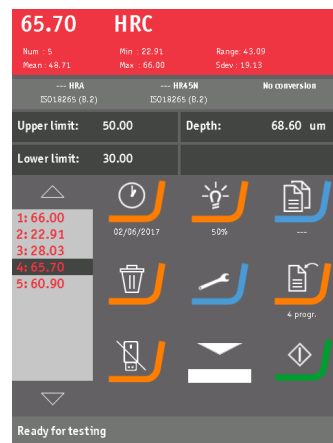 65.70 HRC
Num : 5 Min : 22.91 Range: 43.09
Mean : 48.71 Max : 66.00 Sdev : 19.13
--- HRA --- HR45N No conversion
ISO18265 (B.2) ISO18265 (B.2)
Upper limit: 50.00 Depth: 68.60 um
Lower limit: 30.00
1: 66.00
2: 22.91
3: 28.03
4: 65.70
5: 60.90
02/06/2017 50% ---
4 progr.
Ready for testing